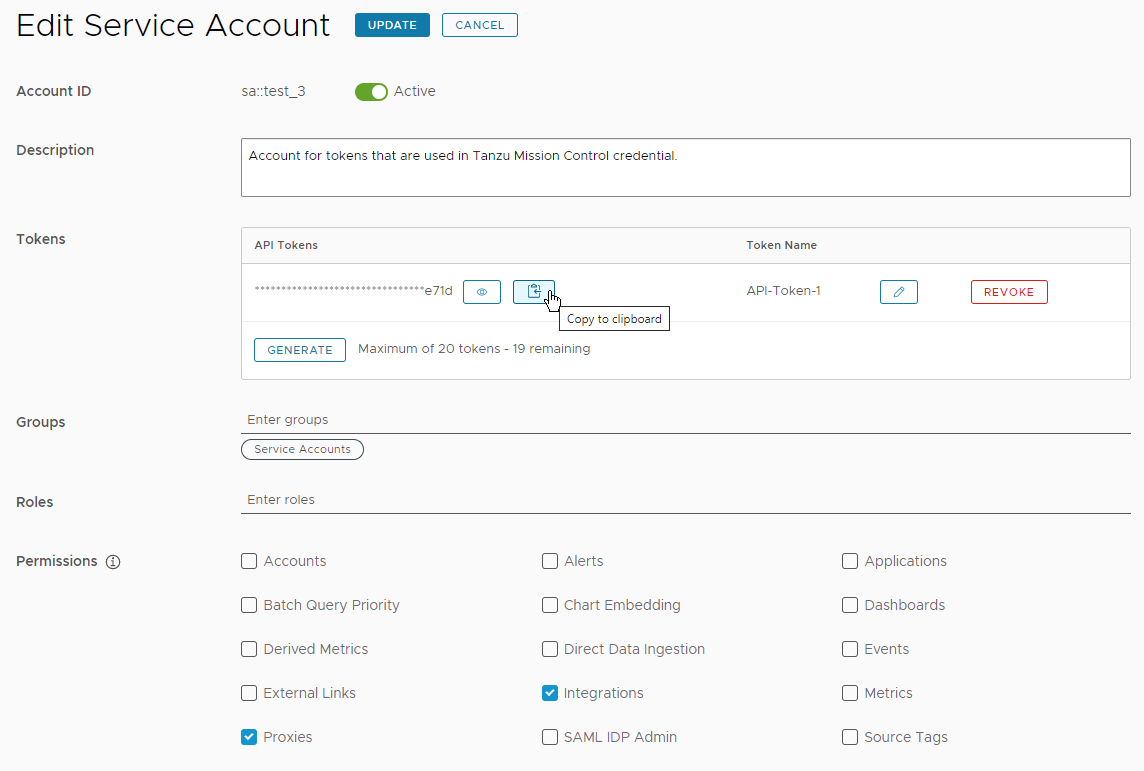 Edit Service Account UPDATE CANCEL
Account ID sa::test_3 Active
Description Account for tokens that are used in Tanzu Mission Control credential.
Tokens API Tokens Token Name
*********************************e71d API-Token-1 REVOKE
Copy to clipboard
GENERATE Maximum of 20 tokens - 19 remaining
Groups Enter groups
Service Accounts
Roles Enter roles
Permissions Accounts Alerts Applications
Batch Query Priority Chart Embedding Dashboards
Derived Metrics Direct Data Ingestion Events
External Links Integrations Metrics
Proxies SAML IDP Admin Source Tags